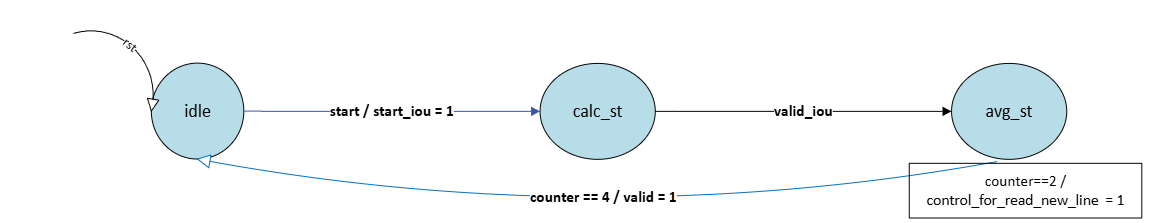 rst
idle
start / start_iou = 1
calc_st
valid_iou
avg_st
counter == 4 / valid = 1
counter==2 /
control_for_read_new_line = 1